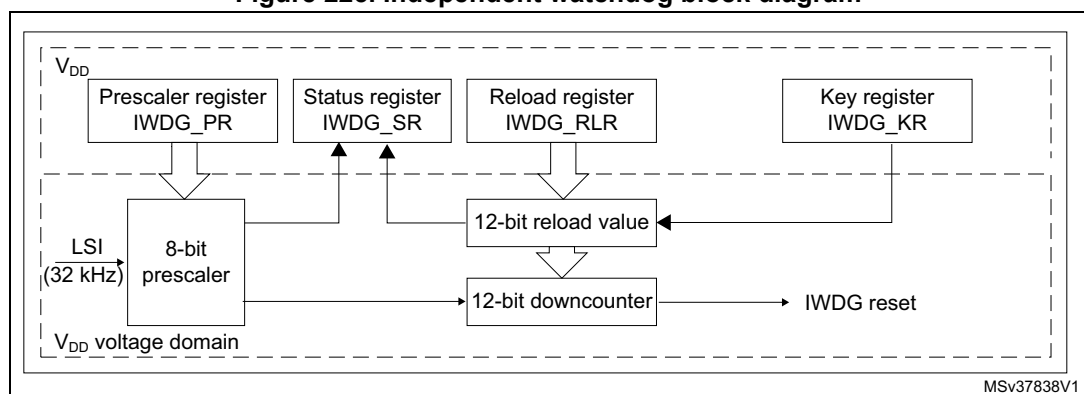 Figure 226. Independent watchdog block diagram
VDD
Prescaler register
IWDG_PR
Status register
IWDG_SR
Reload register
IWDG_RLR
Key register
IWDG_KR
LSI
(32 kHz)
8-bit
prescaler
12-bit reload value
12-bit downcounter
IWDG reset
VDD voltage domain
MSv37838V1